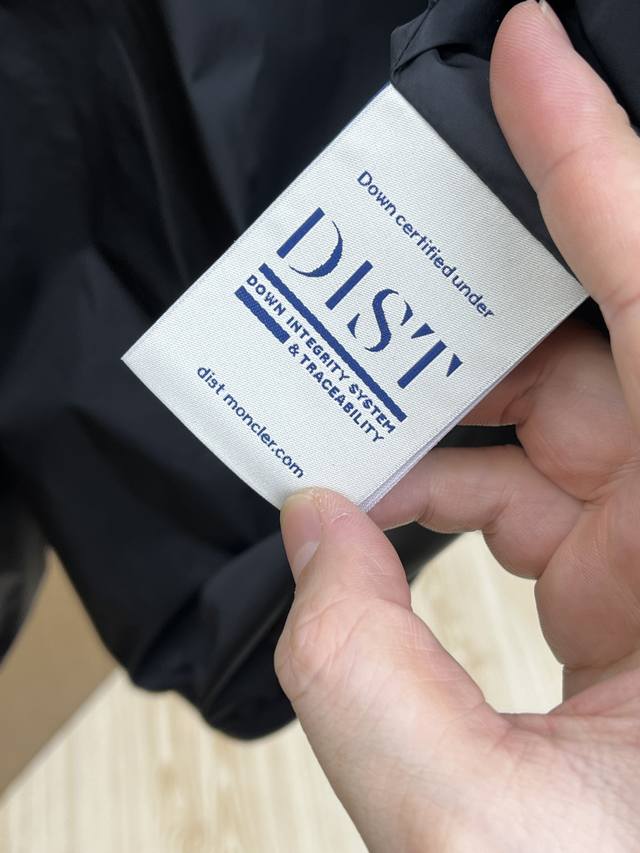 Down certified under
DIST
DOWN INTEGRITY SYSTEM
& TRACEABILITY
dist.moncler.com